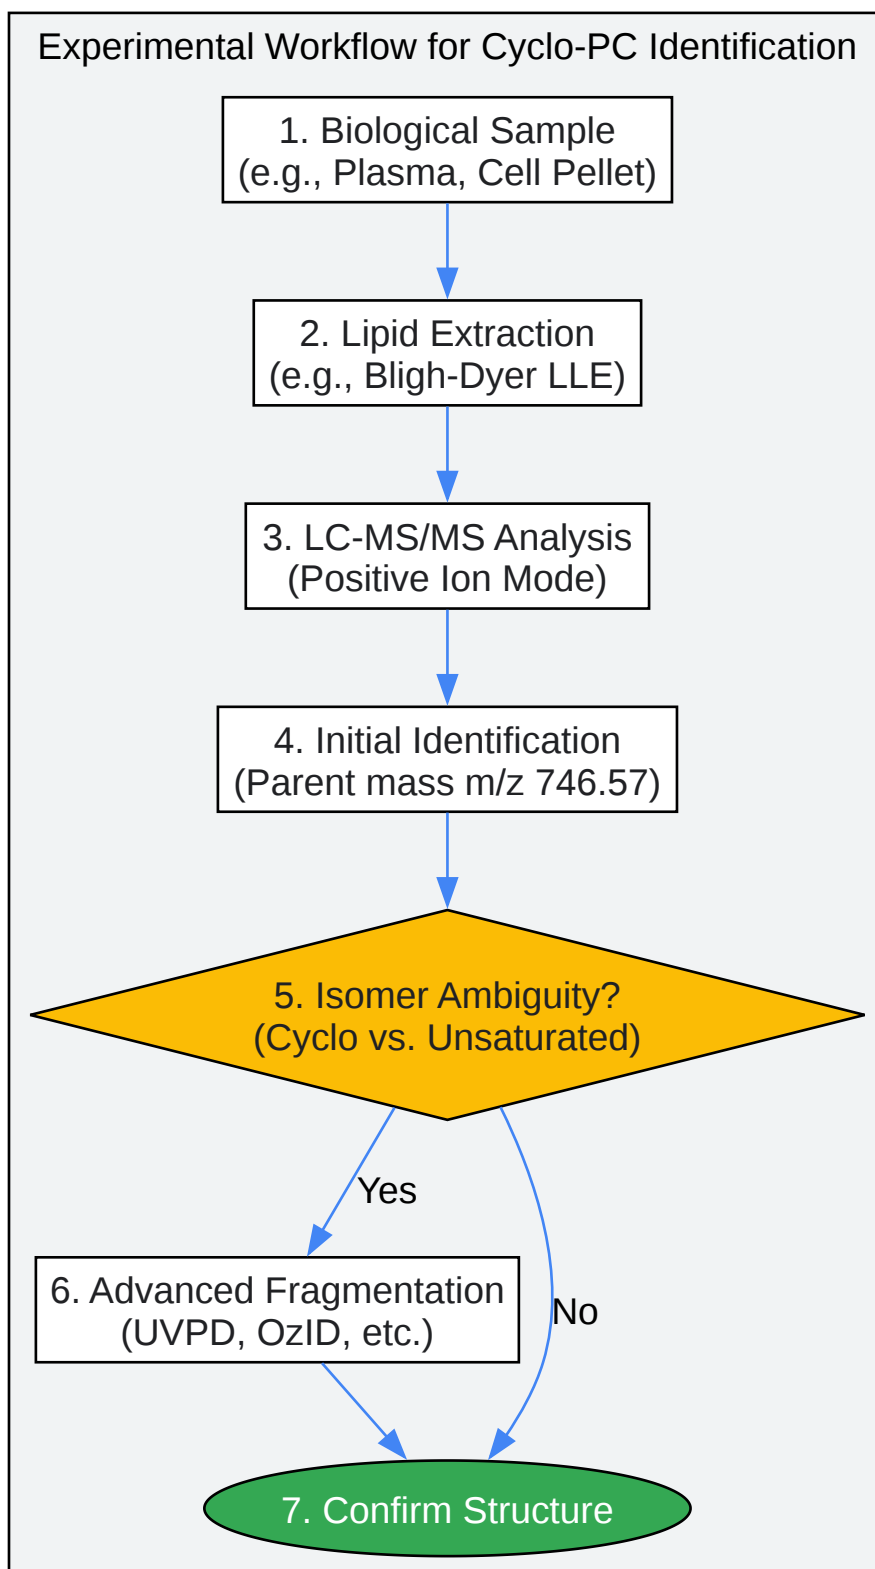 Experimental Workflow for Cyclo-PC Identification
1. Biological Sample
(e.g., Plasma, Cell Pellet)
2. Lipid Extraction
(e.g., Bligh-Dyer LLE)
3. LC-MS/MS Analysis
(Positive Ion Mode)
4. Initial Identification
(Parent mass m/z 746.57)
5. Isomer Ambiguity?
(Cyclo vs. Unsaturated)
Yes
6. Advanced Fragmentation
(UVPD, OzID, etc.)
No
7. Confirm Structure